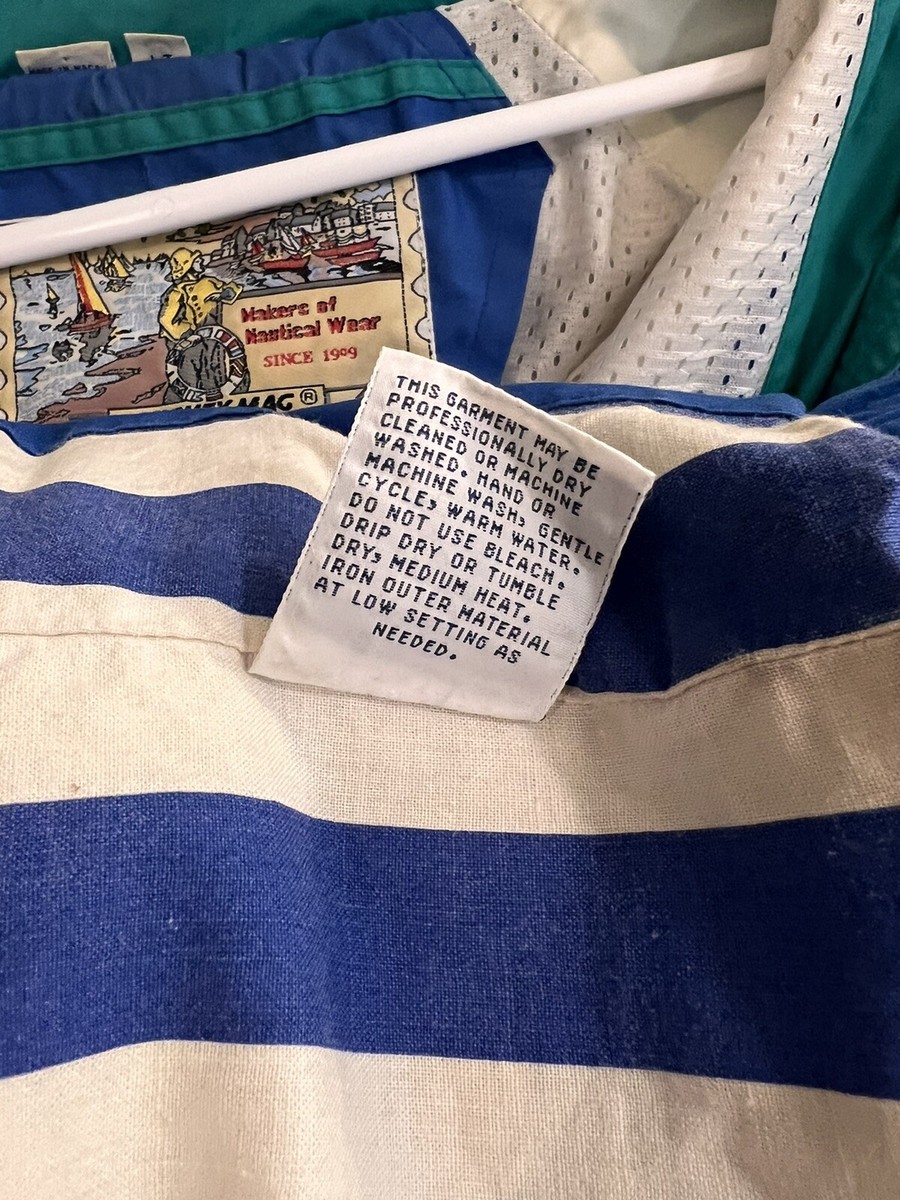 Makers of
Nautical Wear
SINCE 1909
MAG®
THIS GARMENT MAY BE
PROFESSIONALLY DRY
CLEANED OR MACHINE
WASHED. HAND OR
MACHINE WASH, GENTLE
CYCLE, WARM WATER.
DO NOT USE BLEACH.
DRIP DRY OR TUMBLE
DRY, MEDIUM HEAT.
IRON OUTER MATERIAL
AT LOW SETTING AS
NEEDED.